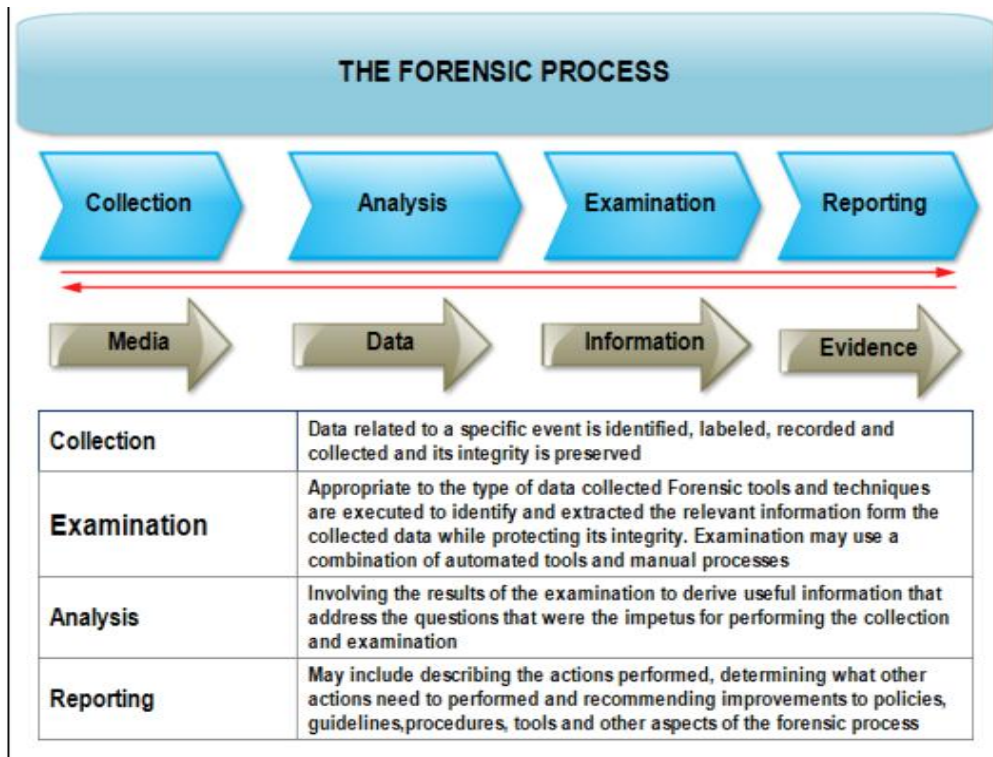 THE FORENSIC PROCESS
Collection
Analysis
Examination
Reporting
Media
Data
Information
Evidence
Collection
Data related to a specific event is identified, labeled, recorded and
collected and its integrity is preserved
Examination
Appropriate to the type of data collected Forensic tools and techniques
are executed to identify and extracted the relevant information form the
collected data while protecting its integrity. Examination may use a
combination of automated tools and manual processes
Analysis
Involving the results of the examination to derive useful information that
address the questions that were the impetus for performing the collection
and examination
Reporting
May include describing the actions performed, determining what other
actions need to performed and recommending improvements to policies,
guidelines,procedures, tools and other aspects of the forensic process